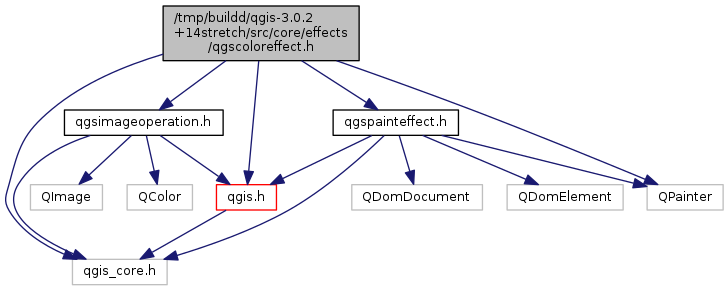 /tmp/buildd/qgis-3.0.2
+14stretch/src/core/effects
/qgscoloreffect.h
qgsimageoperation.h
qgspainteffect.h
QImage
QColor
qgis.h
QDomDocument
QDomElement
QPainter
qgis_core.h